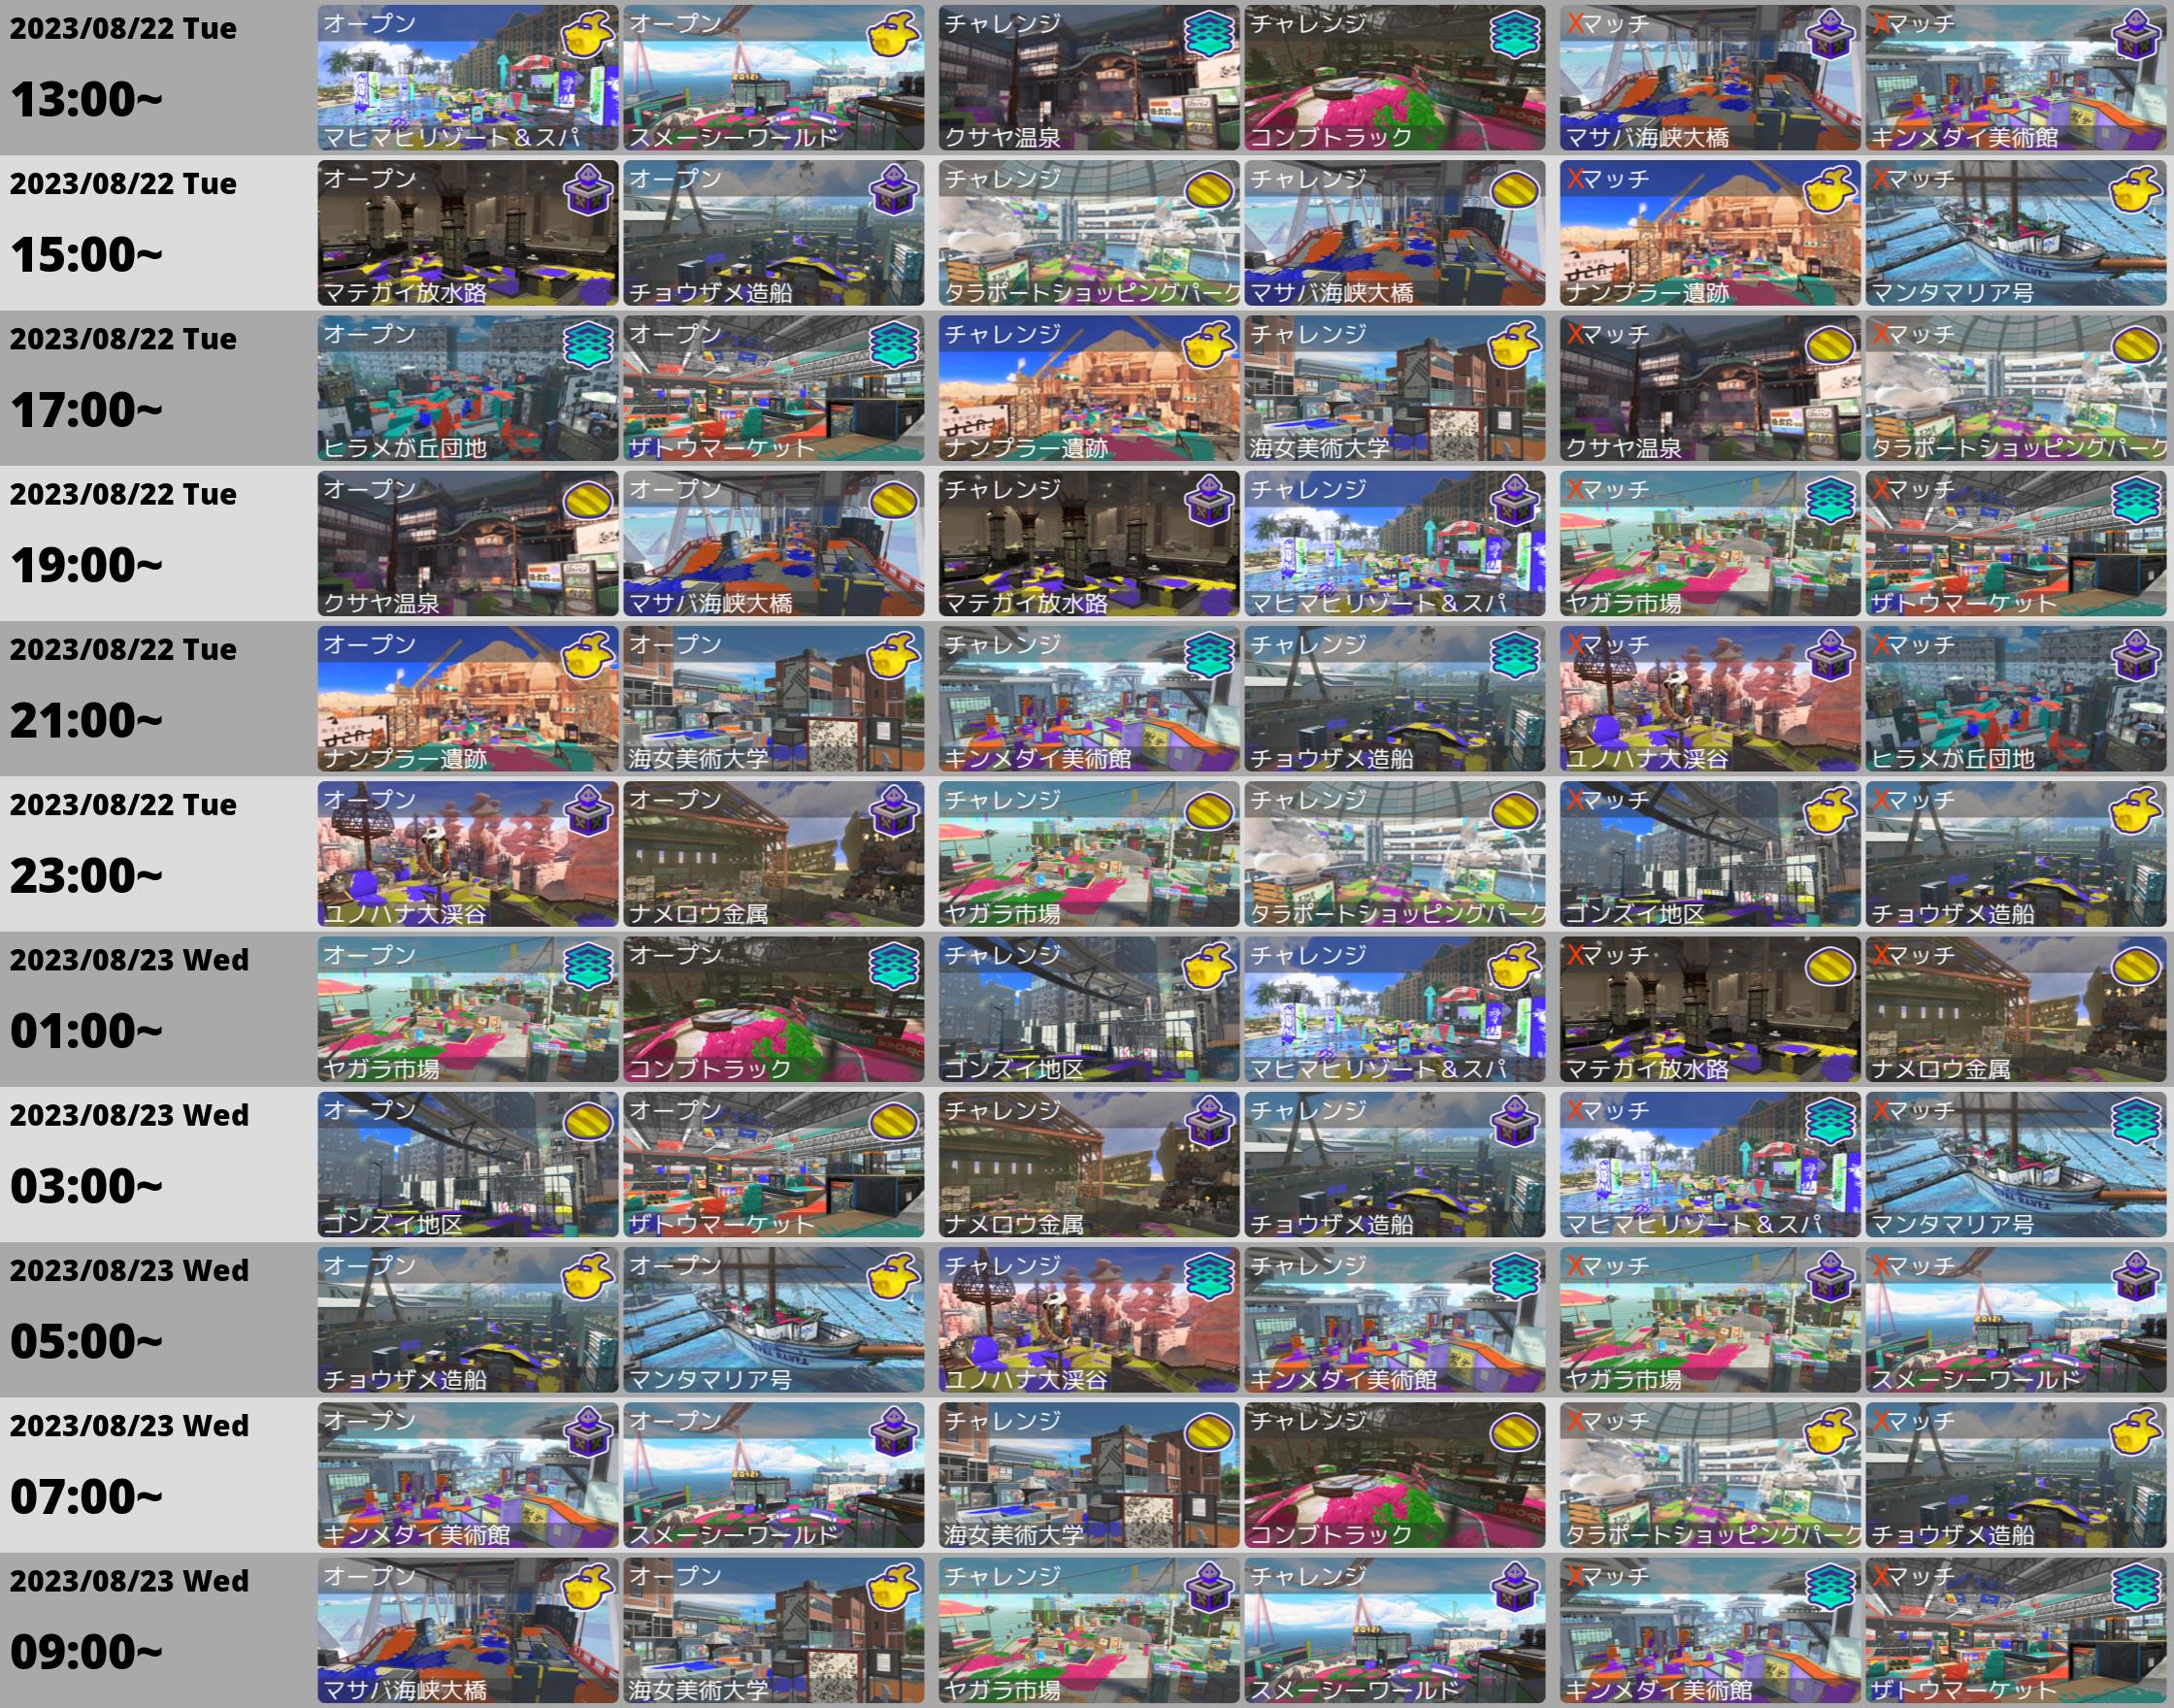 2023/08/22 Tue
13:00~
オープン オープン チャレンジ チャレンジ Xマッチ Xマッチ
マヒマヒリゾート＆スパ スメーシーワールド クサヤ温泉 コンブトラック マサバ海峡大橋 キンメダイ美術館
2023/08/22 Tue
15:00~
オープン オープン チャレンジ チャレンジ Xマッチ Xマッチ
マテガイ放水路 チョウザメ造船 タラポートショッピングパーク マサバ海峡大橋 ナンプラー遺跡 マンタマリア号
2023/08/22 Tue
17:00~
オープン オープン チャレンジ チャレンジ Xマッチ Xマッチ
ヒラメが丘団地 ザトウマーケット ナンプラー遺跡 海女美術大学 クサヤ温泉 タラポートショッピングパーク
2023/08/22 Tue
19:00~
オープン オープン チャレンジ チャレンジ Xマッチ Xマッチ
クサヤ温泉 マサバ海峡大橋 マテガイ放水路 マヒマヒリゾート＆スパ ヤガラ市場 ザトウマーケット
2023/08/22 Tue
21:00~
オープン オープン チャレンジ チャレンジ Xマッチ Xマッチ
ナンプラー遺跡 海女美術大学 キンメダイ美術館 チョウザメ造船 ユノハナ大渓谷 ヒラメが丘団地
2023/08/22 Tue
23:00~
オープン オープン チャレンジ チャレンジ Xマッチ Xマッチ
ユノハナ大渓谷 ナメロウ金属 ヤガラ市場 タラポートショッピングパーク ゴンズイ地区 チョウザメ造船
2023/08/23 Wed
01:00~
オープン オープン チャレンジ チャレンジ Xマッチ Xマッチ
ヤガラ市場 コンブトラック ゴンズイ地区 マヒマヒリゾート＆スパ マテガイ放水路 ナメロウ金属
2023/08/23 Wed
03:00~
オープン オープン チャレンジ チャレンジ Xマッチ Xマッチ
ゴンズイ地区 ザトウマーケット ナメロウ金属 チョウザメ造船 マヒマヒリゾート＆スパ マンタマリア号
2023/08/23 Wed
05:00~
オープン オープン チャレンジ チャレンジ Xマッチ Xマッチ
チョウザメ造船 マンタマリア号 ユノハナ大渓谷 キンメダイ美術館 ヤガラ市場 スメーシーワールド
2023/08/23 Wed
07:00~
オープン オープン チャレンジ チャレンジ Xマッチ Xマッチ
キンメダイ美術館 スメーシーワールド 海女美術大学 コンブトラック タラポートショッピングパーク チョウザメ造船
2023/08/23 Wed
09:00~
オープン オープン チャレンジ チャレンジ Xマッチ Xマッチ
マサバ海峡大橋 海女美術大学 ヤガラ市場 スメーシーワールド キンメダイ美術館 ザトウマーケット